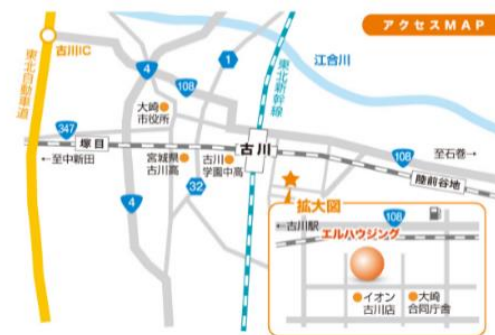 アクセスMAP
古川IC
東北自動車道
4
1
108
江合川
東北新幹線
大崎
市役所
347
塚目
←至中新田
宮城県
古川高
古川
学園中高
古川
108
至石巻→
陸前谷地
32
4
拡大図
←古川駅
108
エルハウジング
イオン
古川店
大崎
合同庁舎